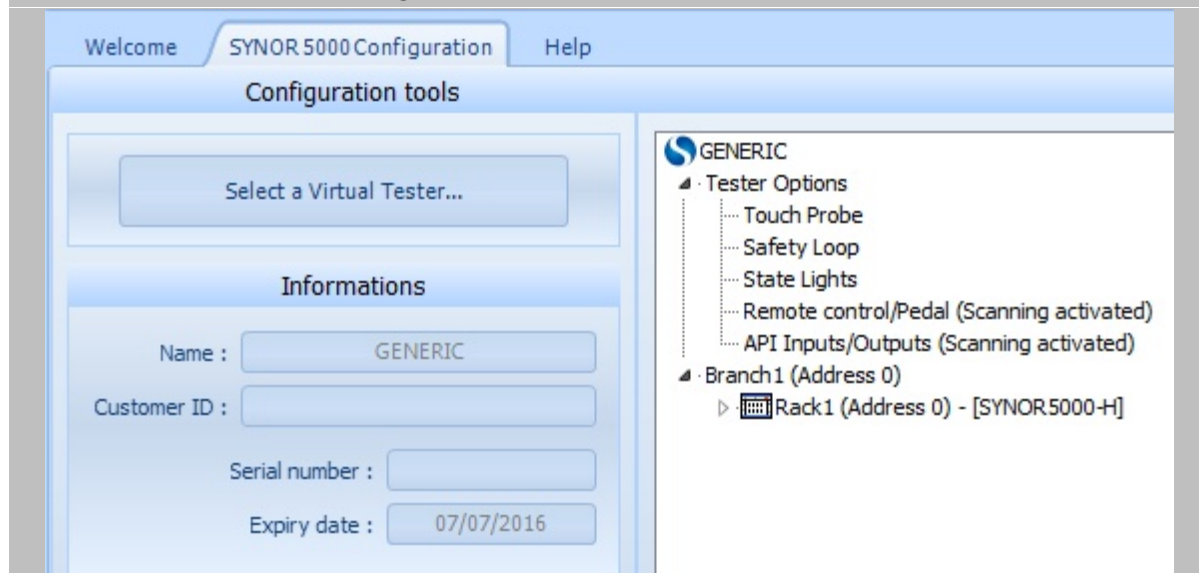 Welcome
SYNOR 5000 Configuration
Help
Configuration tools
Select a Virtual Tester...
Informations
Name :
GENERIC
Customer ID :
Serial number :
Expiry date :
07/07/2016
GENERIC
Tester Options
Touch Probe
Safety Loop
State Lights
Remote control/Pedal (Scanning activated)
API Inputs/Outputs (Scanning activated)
Branch1 (Address 0)
Rack1 (Address 0) - [SYNOR5000-H]